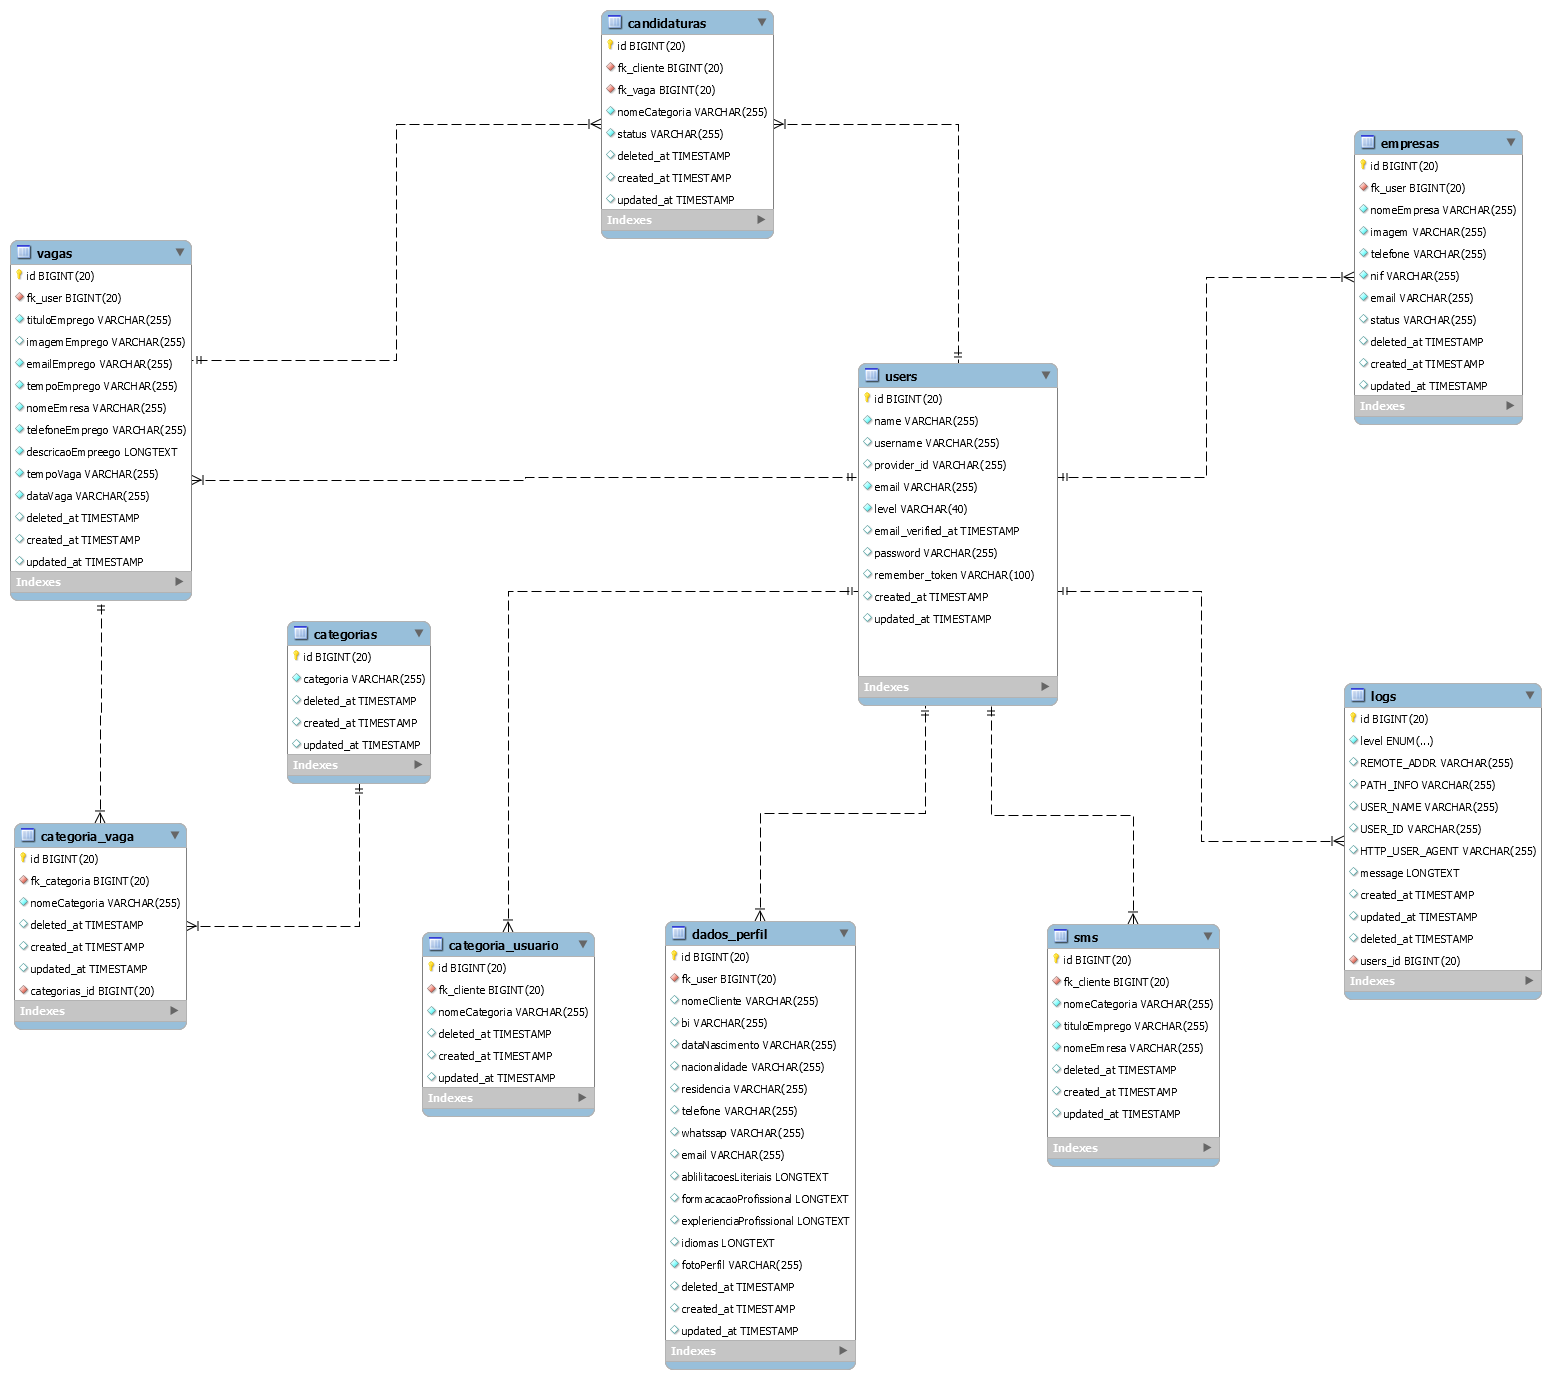 candidaturas
id BIGINT(20)
fk_cliente BIGINT(20)
fk_vaga BIGINT(20)
nomeCategoria VARCHAR(255)
status VARCHAR(255)
deleted_at TIMESTAMP
created_at TIMESTAMP
updated_at TIMESTAMP
Indexes
empresas
id BIGINT(20)
fk_user BIGINT(20)
nomeEmpresa VARCHAR(255)
imagem VARCHAR(255)
telefone VARCHAR(255)
nif VARCHAR(255)
email VARCHAR(255)
status VARCHAR(255)
deleted_at TIMESTAMP
created_at TIMESTAMP
updated_at TIMESTAMP
Indexes
vagas
id BIGINT(20)
fk_user BIGINT(20)
tituloEmprego VARCHAR(255)
imagemEmprego VARCHAR(255)
emailEmprego VARCHAR(255)
tempoEmprego VARCHAR(255)
nomeEmresa VARCHAR(255)
telefoneEmprego VARCHAR(255)
descricaoEmpreego LONGTEXT
tempoVaga VARCHAR(255)
dataVaga VARCHAR(255)
deleted_at TIMESTAMP
created_at TIMESTAMP
updated_at TIMESTAMP
Indexes
users
id BIGINT(20)
name VARCHAR(255)
username VARCHAR(255)
provider_id VARCHAR(255)
email VARCHAR(255)
level VARCHAR(40)
email_verified_at TIMESTAMP
password VARCHAR(255)
remember_token VARCHAR(100)
created_at TIMESTAMP
updated_at TIMESTAMP
Indexes
categorias
id BIGINT(20)
categoria VARCHAR(255)
deleted_at TIMESTAMP
created_at TIMESTAMP
updated_at TIMESTAMP
Indexes
logs
id BIGINT(20)
level ENUM(...)
REMOTE_ADDR VARCHAR(255)
PATH_INFO VARCHAR(255)
USER_NAME VARCHAR(255)
USER_ID VARCHAR(255)
HTTP_USER_AGENT VARCHAR(255)
message LONGTEXT
created_at TIMESTAMP
updated_at TIMESTAMP
deleted_at TIMESTAMP
users_id BIGINT(20)
Indexes
categoria_vaga
id BIGINT(20)
fk_categoria BIGINT(20)
nomeCategoria VARCHAR(255)
deleted_at TIMESTAMP
created_at TIMESTAMP
updated_at TIMESTAMP
categorias_id BIGINT(20)
Indexes
categoria_usuario
id BIGINT(20)
fk_cliente BIGINT(20)
nomeCategoria VARCHAR(255)
deleted_at TIMESTAMP
created_at TIMESTAMP
updated_at TIMESTAMP
Indexes
dados_perfil
id BIGINT(20)
fk_user BIGINT(20)
nomeCliente VARCHAR(255)
bi VARCHAR(255)
dataNascimento VARCHAR(255)
nacionalidade VARCHAR(255)
residencia VARCHAR(255)
telefone VARCHAR(255)
whatssap VARCHAR(255)
email VARCHAR(255)
ablilitacoesLiteriais LONGTEXT
formacacaoProfissional LONGTEXT
explerienciaProfissional LONGTEXT
idiomas LONGTEXT
fotoPerfil VARCHAR(255)
deleted_at TIMESTAMP
created_at TIMESTAMP
updated_at TIMESTAMP
Indexes
sms
id BIGINT(20)
fk_cliente BIGINT(20)
nomeCategoria VARCHAR(255)
tituloEmprego VARCHAR(255)
nomeEmresa VARCHAR(255)
deleted_at TIMESTAMP
created_at TIMESTAMP
updated_at TIMESTAMP
Indexes